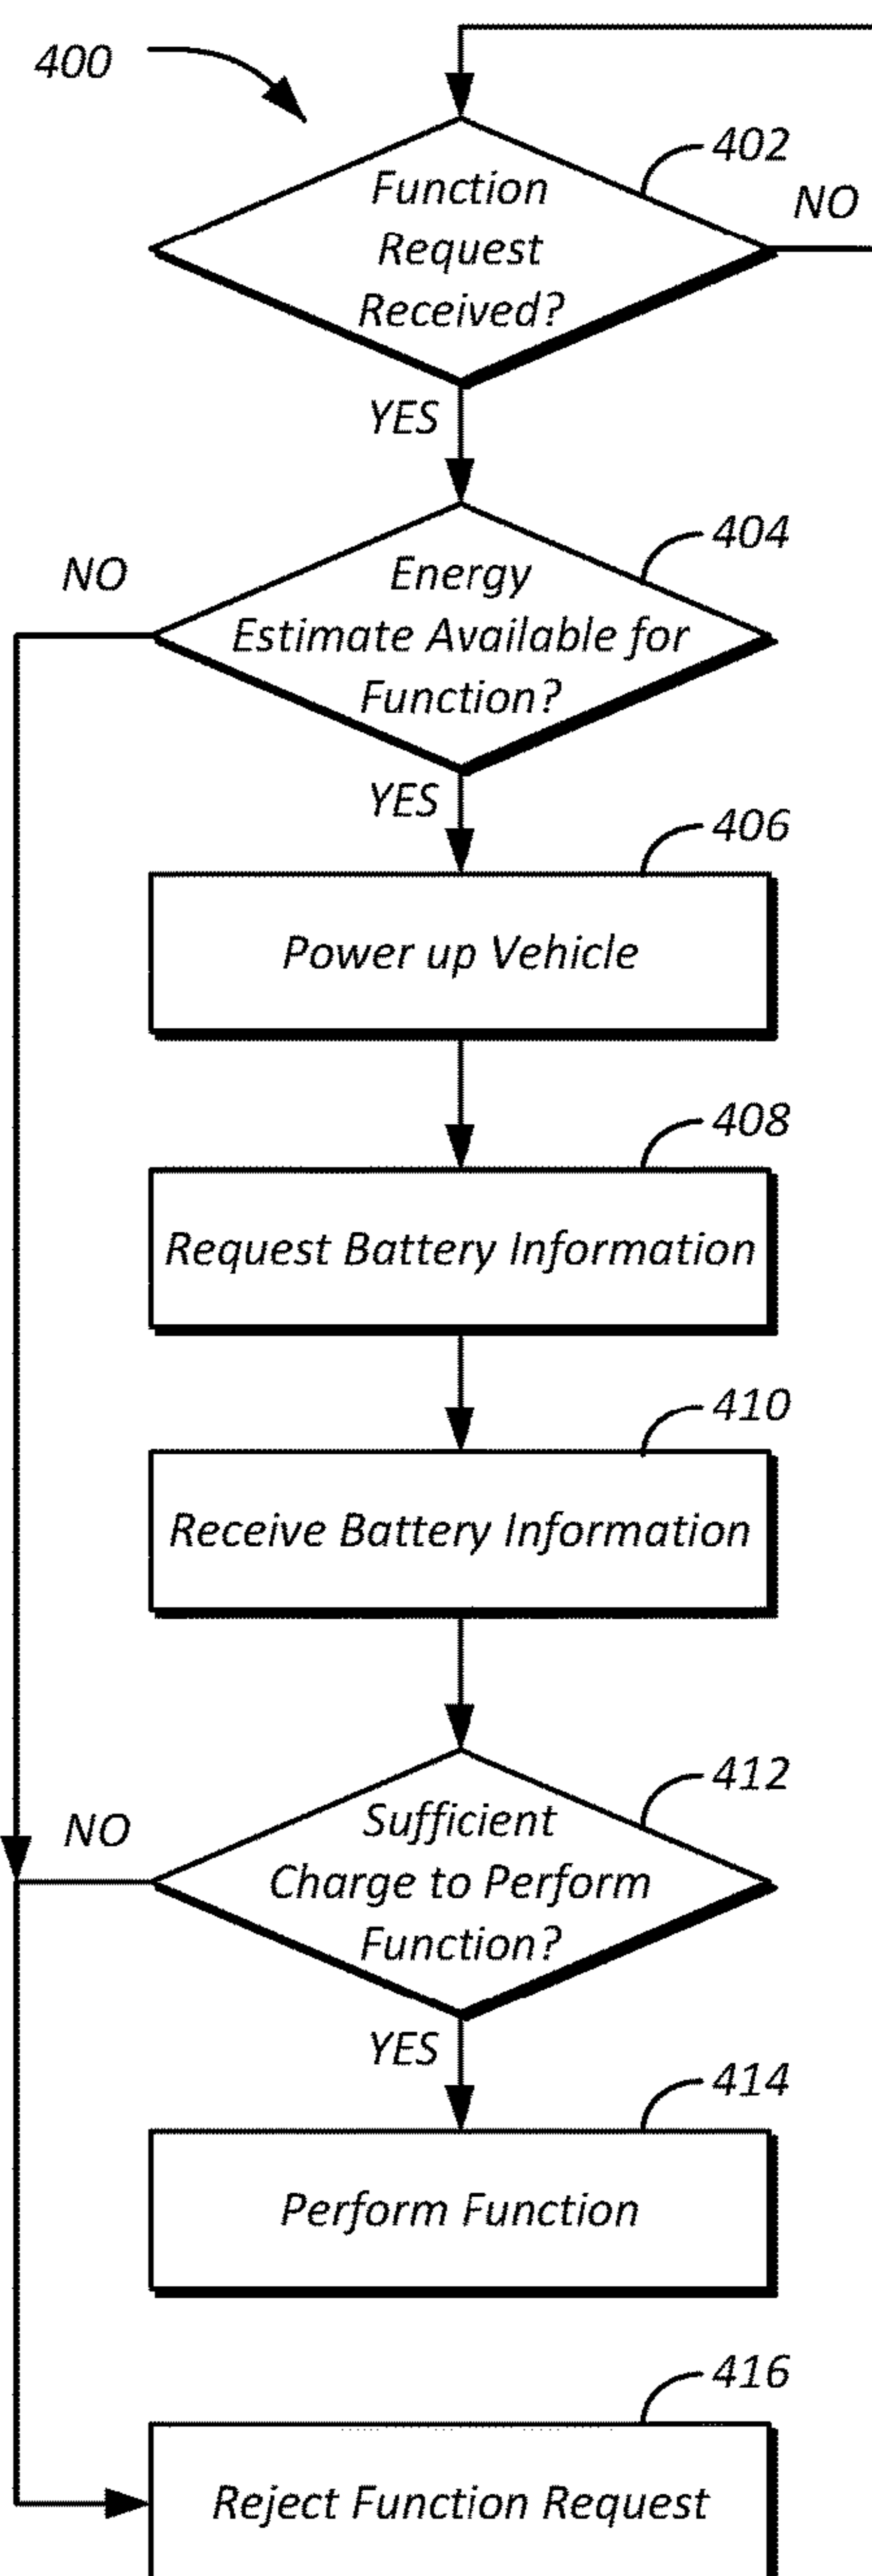 400
402
Function
Request
Received?
NO
YES
404
NO
Energy
Estimate Available for
Function?
YES
406
Power up Vehicle
408
Request Battery Information
410
Receive Battery Information
412
NO
Sufficient
Charge to Perform
Function?
YES
414
Perform Function
416
Reject Function Request